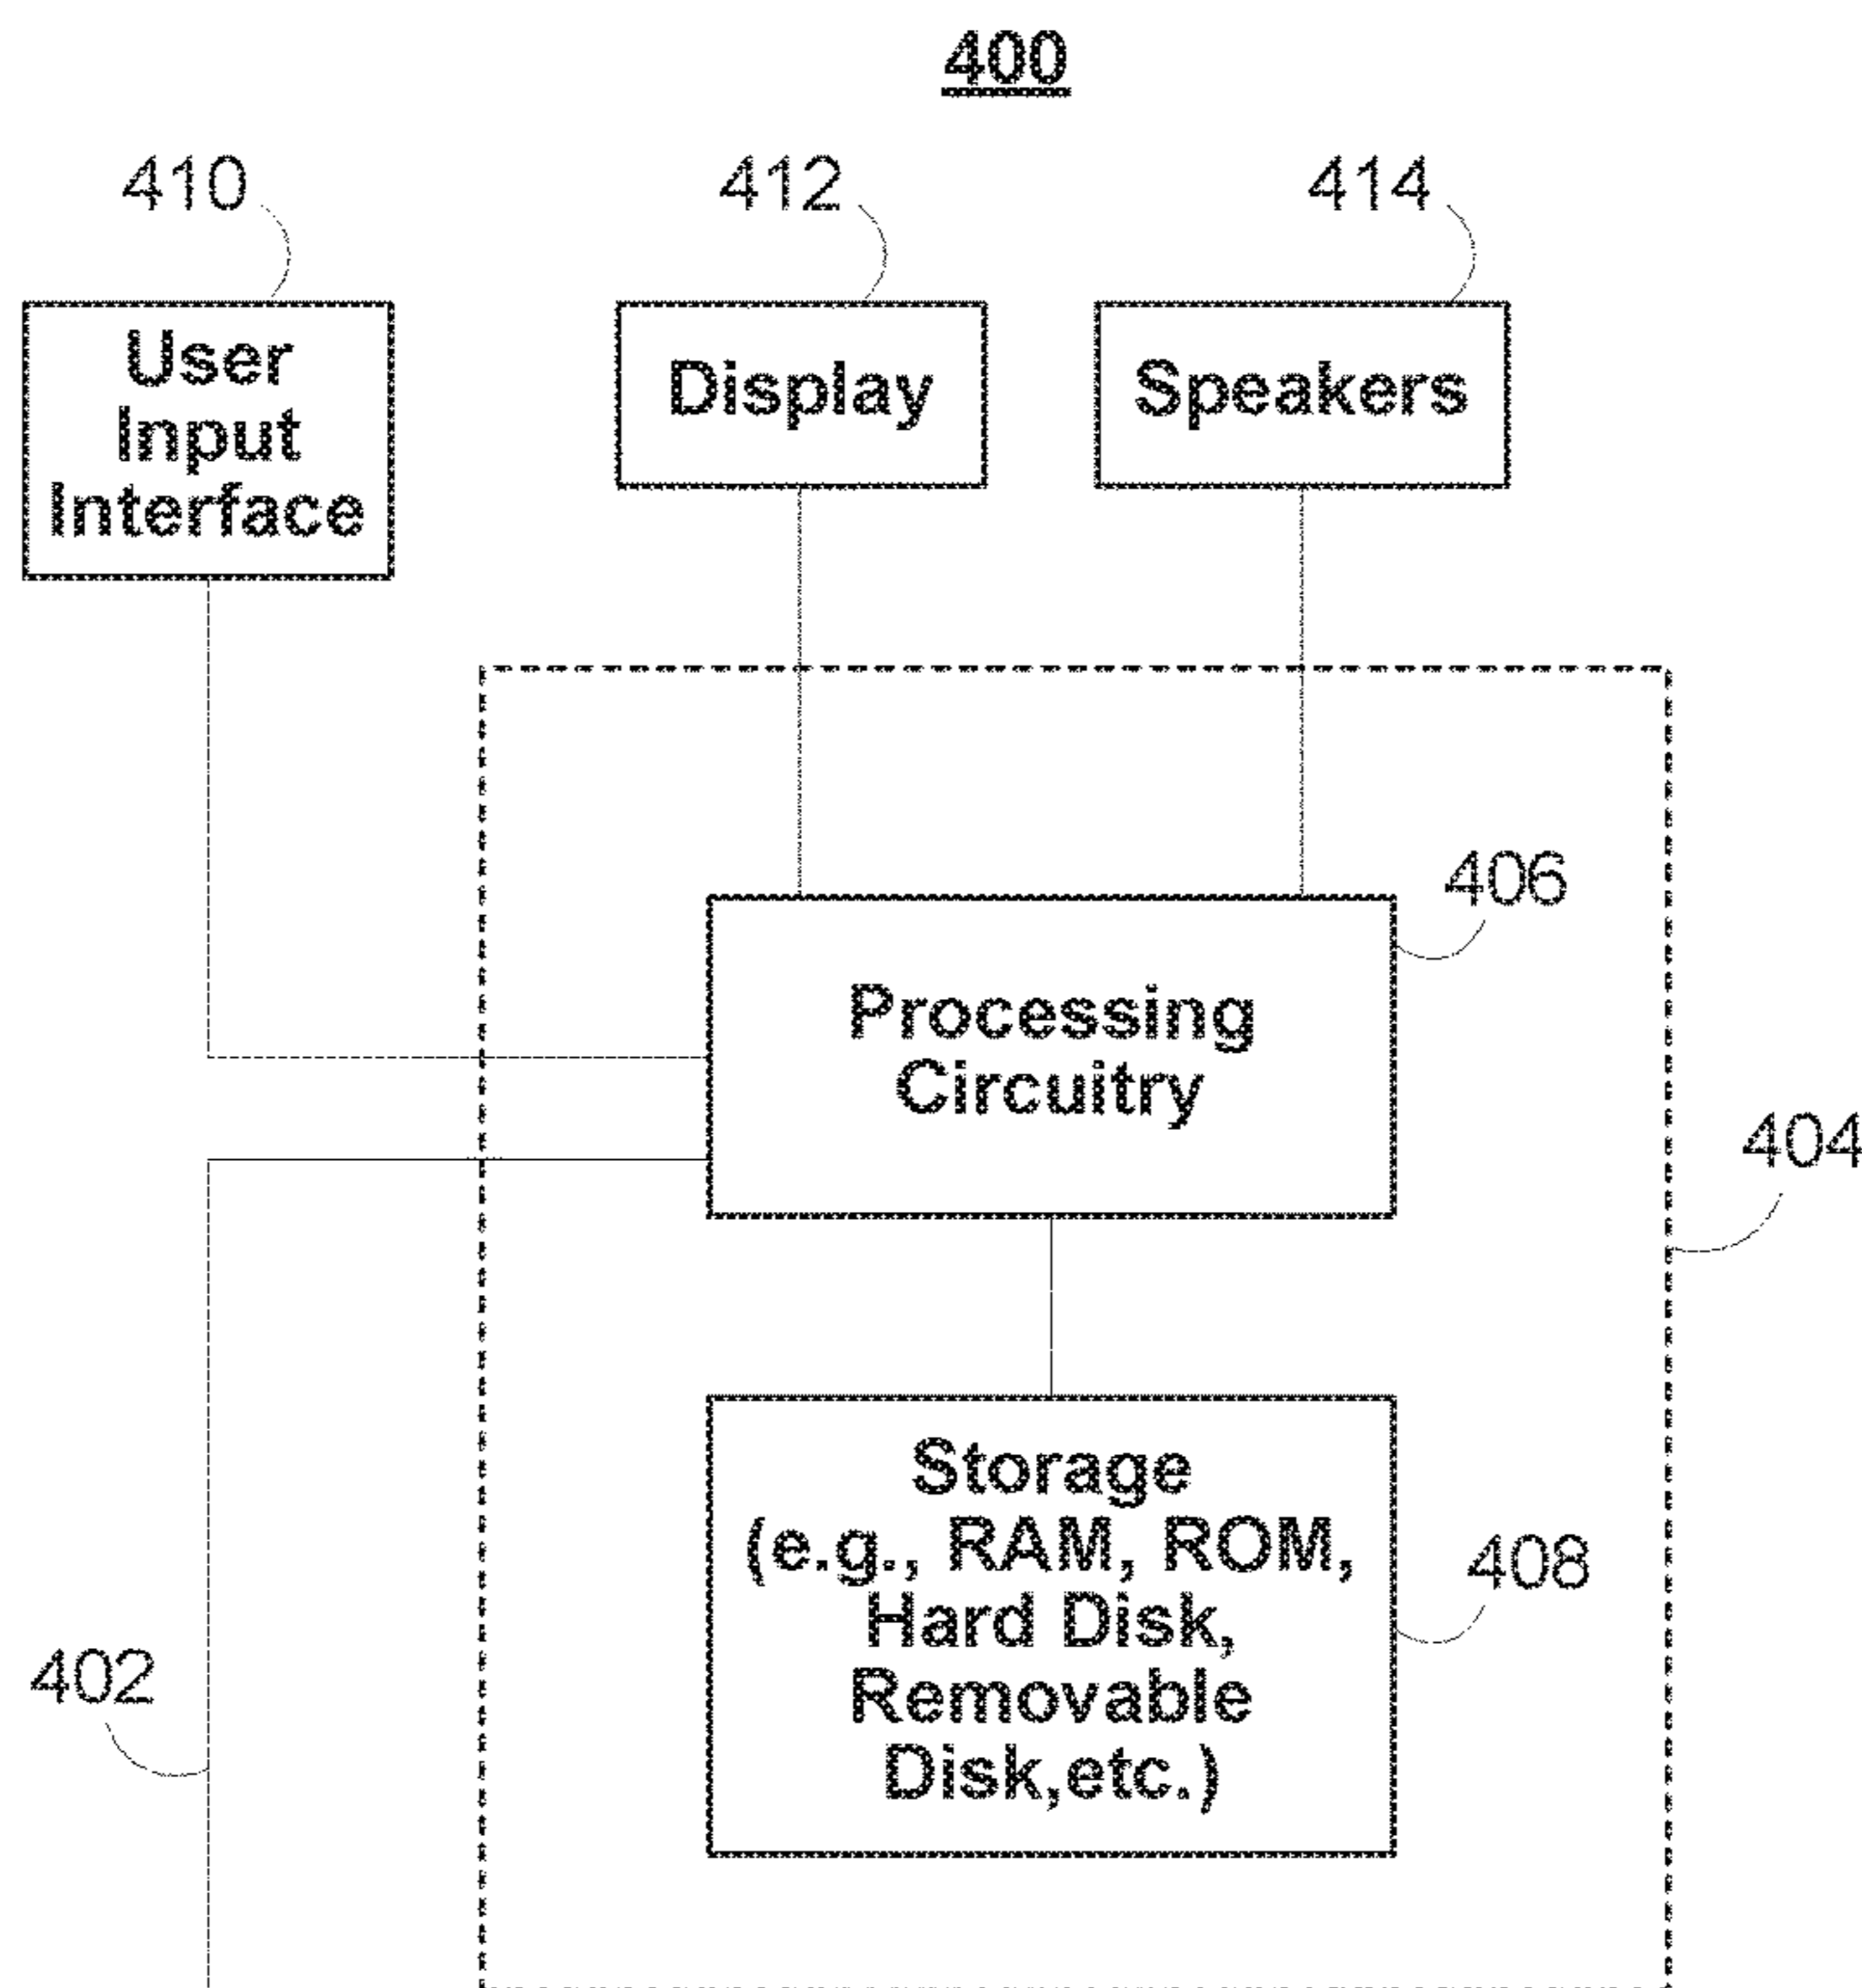 400
410
412
414
User
Input
Interface
Display
Speakers
406
Processing
Circuitry
404
Storage
(e.g., RAM, ROM,
Hard Disk,
Removable
Disk,etc.)
408
402